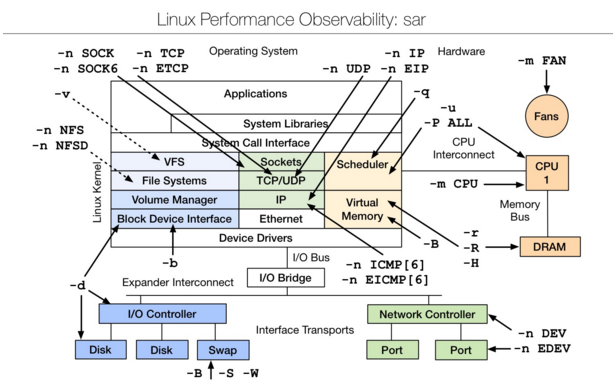 Linux Performance Observability: sar
-n SOCK
-n SOCK6
-n TCP
-n ETCP
Operating System
-n UDP
-n IP
-n EIP
Hardware
-m FAN
Fans
-v
Applications
System Libraries
System Call Interface
-q
-u
-P ALL
-n NFS
-n NFSD
Linux Kernel
VFS
Sockets
Scheduler
File Systems
TCP/UDP
Volume Manager
IP
Virtual
Memory
Block Device Interface
Ethernet
Device Drivers
CPU
Interconnect
CPU
1
-m CPU
Memory
Bus
-r
-R
-H
DRAM
-B
-b
I/O Bus
-n ICMP[6]
-n EICMP[6]
-d
Expander Interconnect
I/O Bridge
I/O Controller
Interface Transports
Network Controller
-n DEV
-n EDEV
Disk
Disk
Swap
Port
Port
-B -S -W